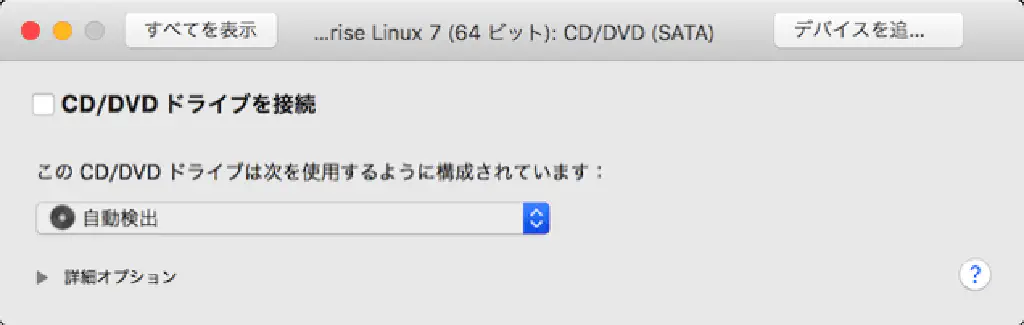 すべてを表示
...rise Linux 7 (64 ビット): CD/DVD (SATA)
デバイスを追...
CD/DVD ドライブを接続
この CD/DVD ドライブは次を使用するように構成されています：
自動検出
詳細オプション
?